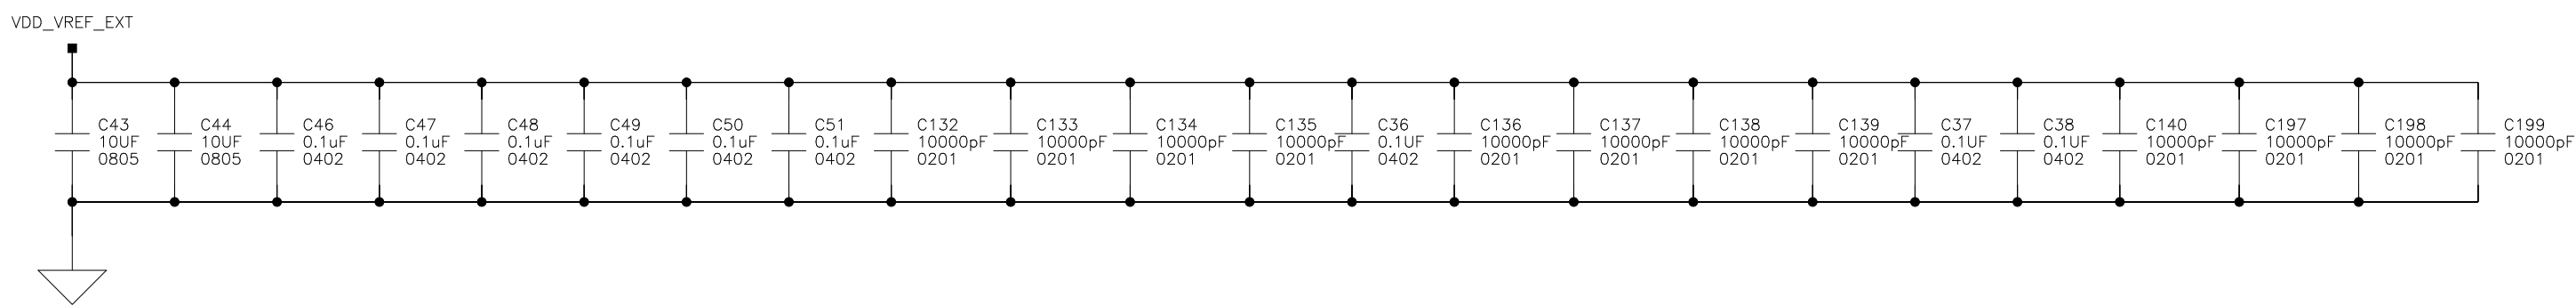 VDD_VREF_EXT
C43
10UF
0805
C44
10UF
0805
C46
0.1uF
0402
C47
0.1uF
0402
C48
0.1uF
0402
C49
0.1uF
0402
C50
0.1uF
0402
C51
0.1uF
0402
C132
10000pF
0201
C133
10000pF
0201
C134
10000pF
0201
C135
10000pF
0201
C36
0.1UF
0402
C136
10000pF
0201
C137
10000pF
0201
C138
10000pF
0201
C139
10000pF
0201
C37
0.1UF
0402
C38
0.1UF
0402
C140
10000pF
0201
C197
10000pF
0201
C198
10000pF
0201
C199
10000pF
0201